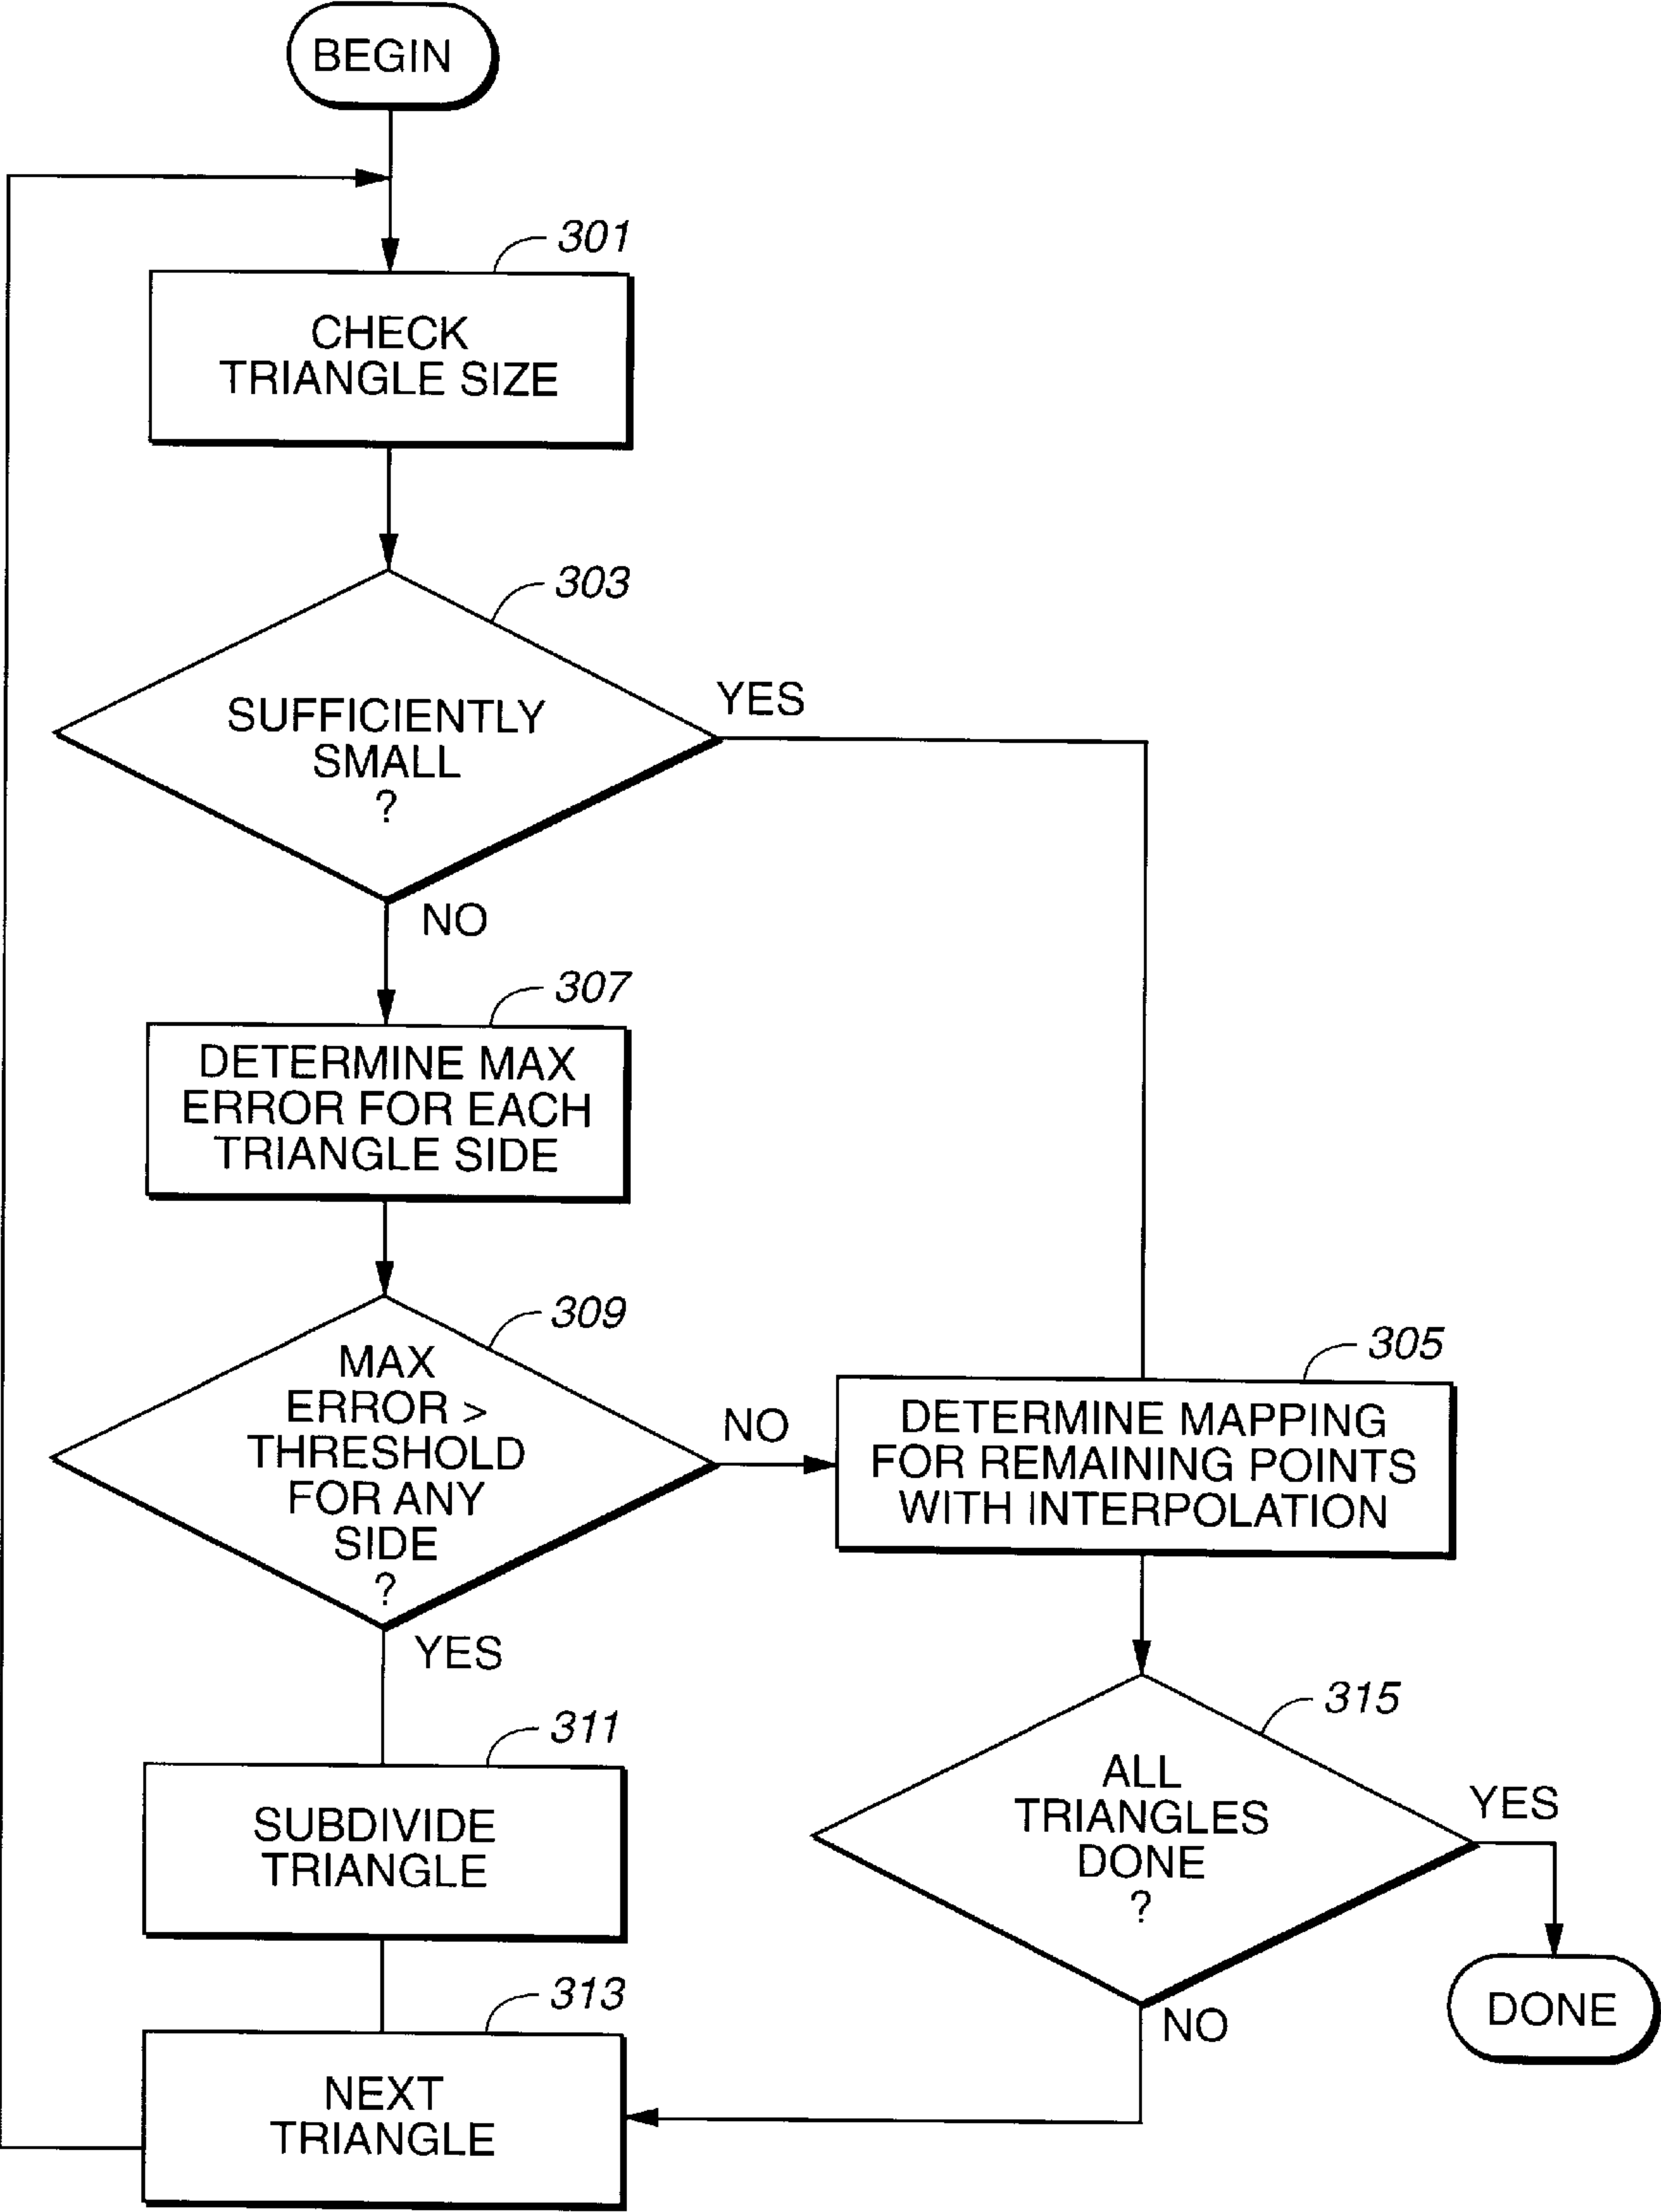 BEGIN
301
CHECK
TRIANGLE SIZE
303
SUFFICIENTLY
SMALL
?
YES
NO
307
DETERMINE MAX
ERROR FOR EACH
TRIANGLE SIDE
309
MAX
ERROR >
THRESHOLD
FOR ANY
SIDE
?
NO
YES
305
DETERMINE MAPPING
FOR REMAINING POINTS
WITH INTERPOLATION
311
SUBDIVIDE
TRIANGLE
315
ALL
TRIANGLES
DONE
?
YES
NO
DONE
313
NEXT
TRIANGLE